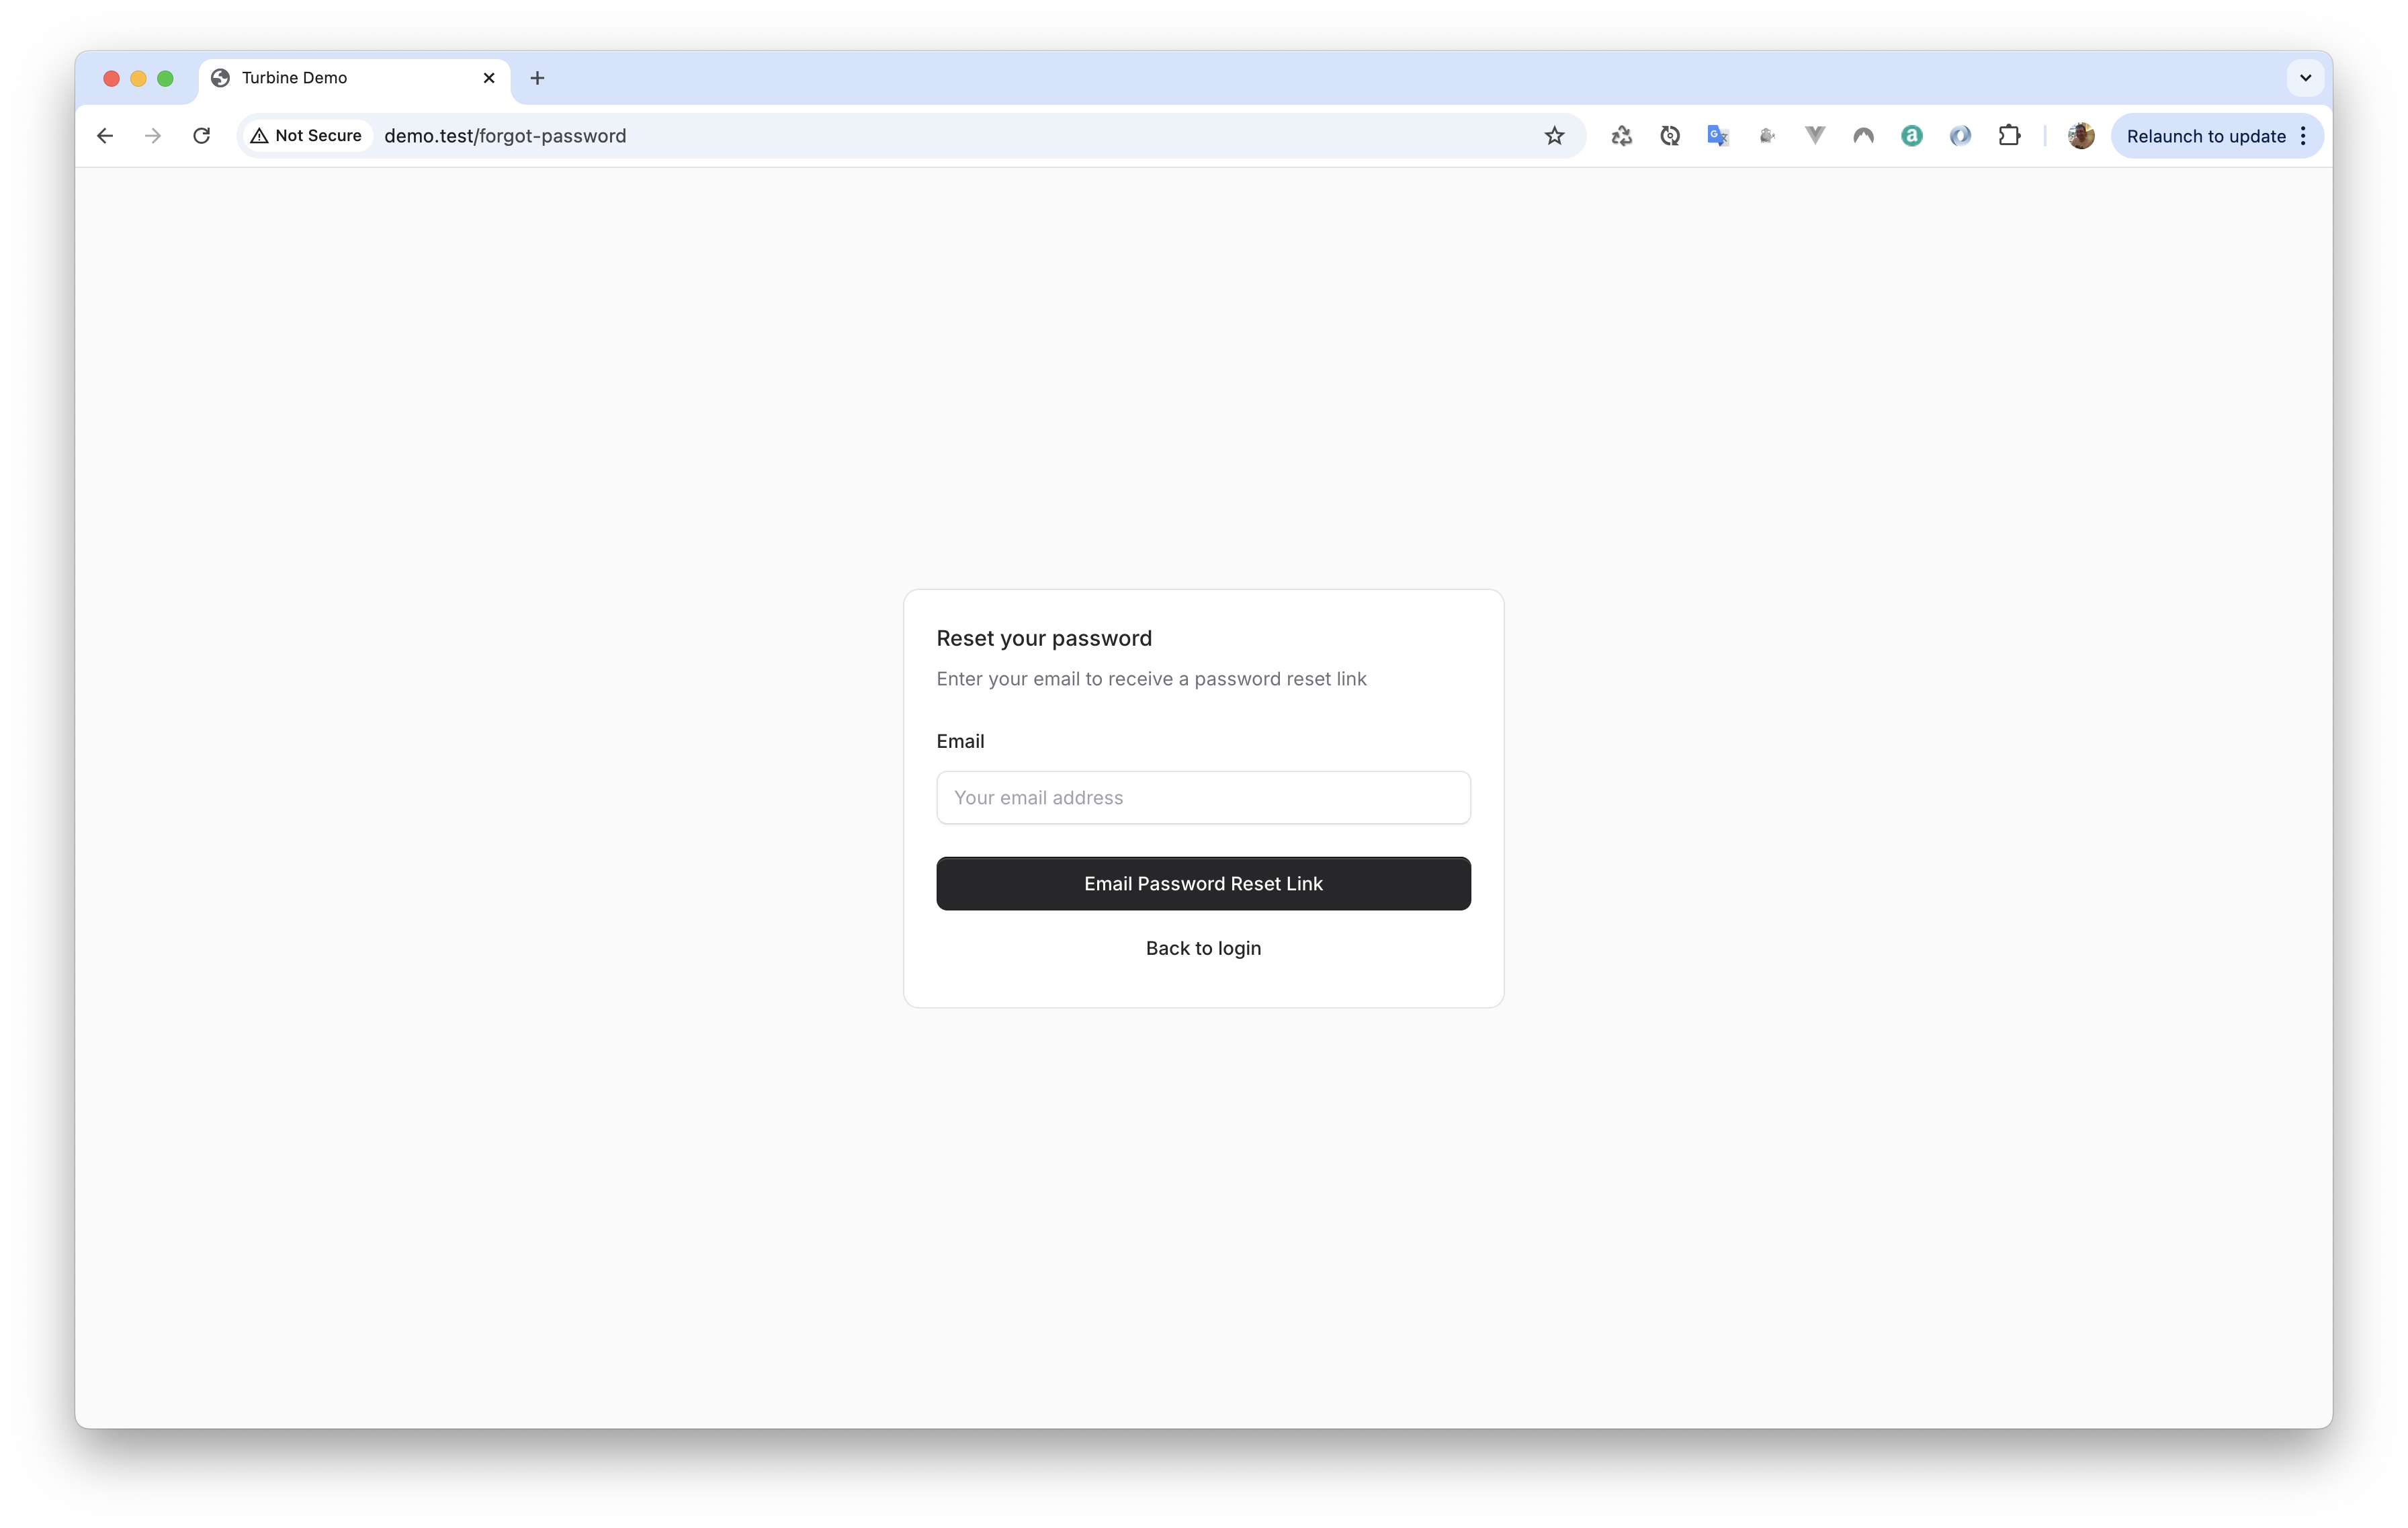 Turbine Demo
Not Secure
demo.test/forgot-password
Relaunch to update
Reset your password
Enter your email to receive a password reset link
Email
Your email address
Email Password Reset Link
Back to login